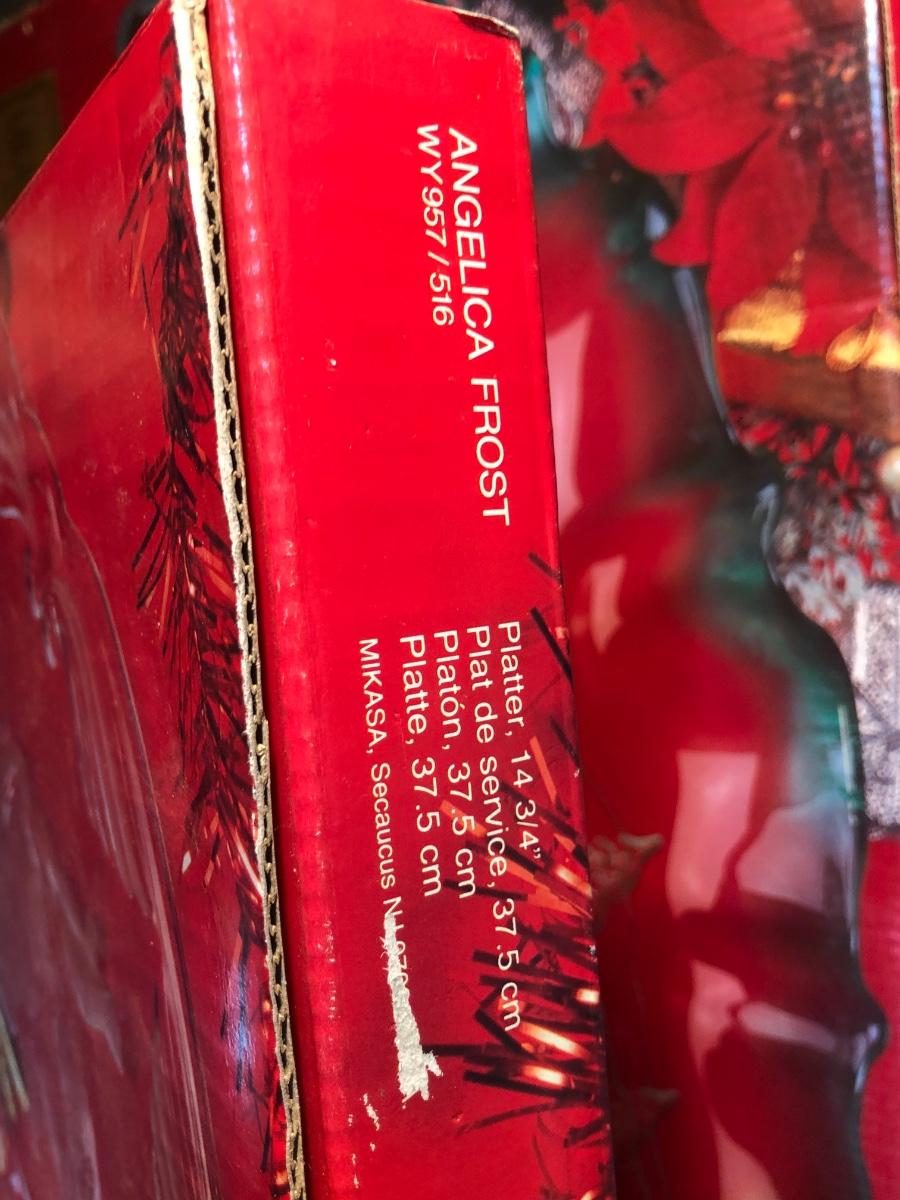 ANGELICA FROST
WY957 / 516
Platter, 14 3/4”
Plat de service, 37.5 cm
Platón, 37.5 cm
Platte, 37.5 cm
MIKASA, Secaucus